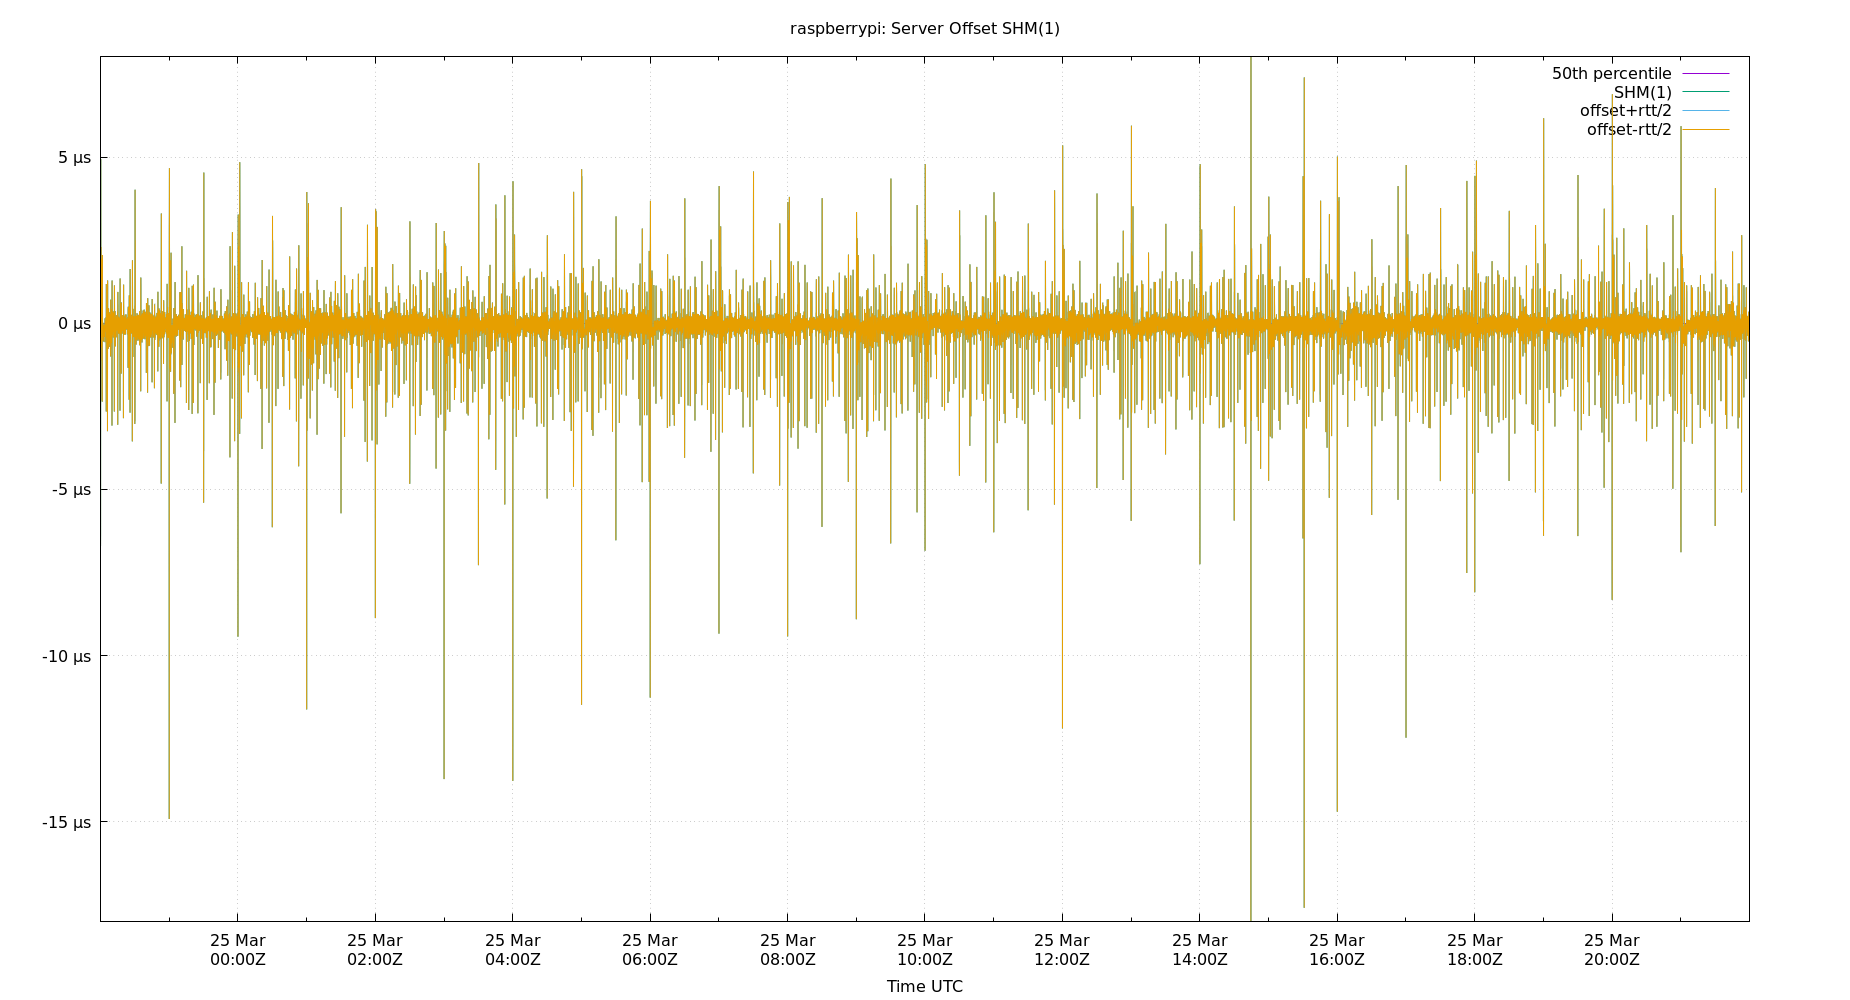 raspberrypi: Server Offset SHM(1)
50th percentile
SHM(1)
offset+rtt/2
offset-rtt/2
5 µs
0 µs
-5 µs
-10 µs
-15 µs
25 Mar 25 Mar 25 Mar 25 Mar 25 Mar 25 Mar 25 Mar 25 Mar 25 Mar 25 Mar 25 Mar
00:00Z 02:00Z 04:00Z 06:00Z 08:00Z 10:00Z 12:00Z 14:00Z 16:00Z 18:00Z 20:00Z
Time UTC